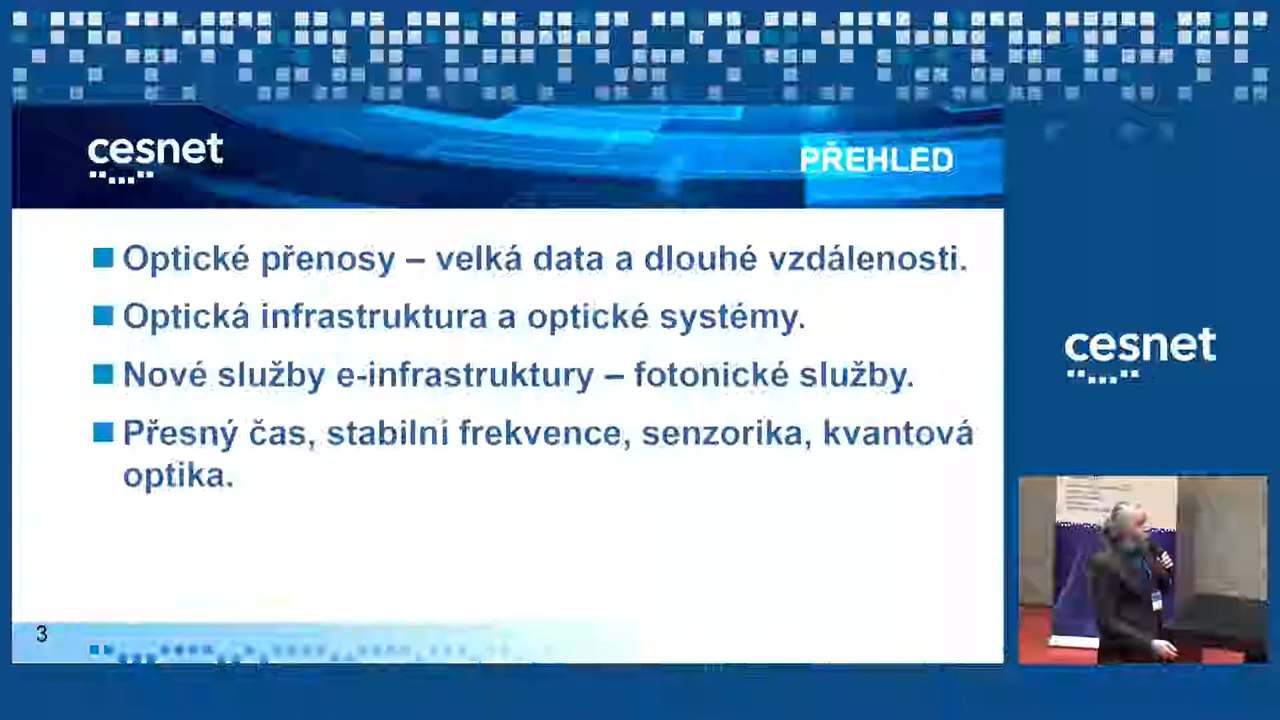 cesnet
PŘEHLED
Optické přenosy – velká data a dlouhé vzdálenosti.
Optická infrastruktura a optické systémy.
Nové služby e-infrastruktury – fotonické služby.
Přesný čas, stabilní frekvence, senzorika, kvantová
optika.
3
cesnet